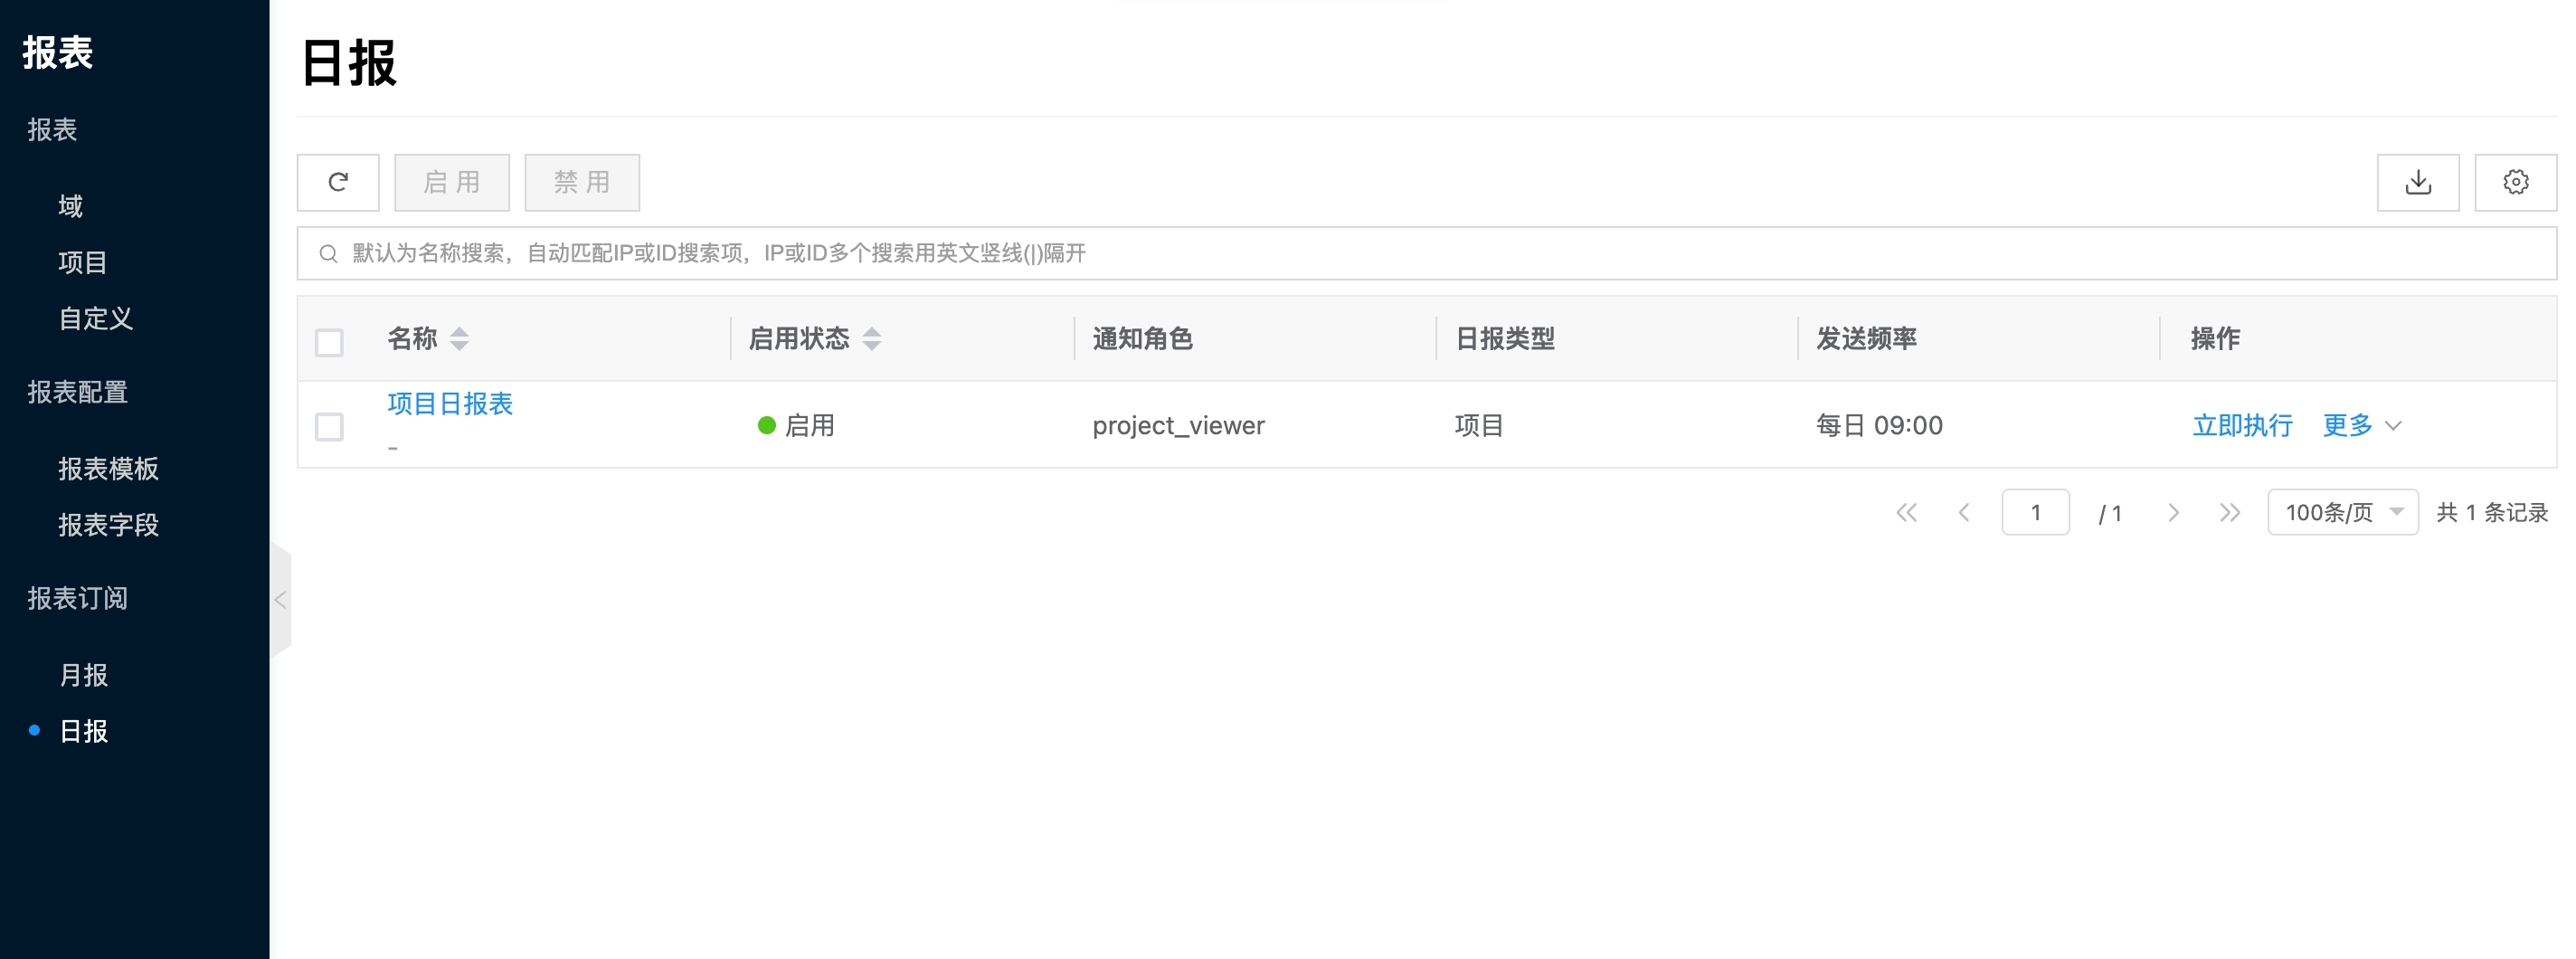 报表
报表
域
项目
自定义
报表配置
报表模板
报表字段
报表订阅
月报
日报
日报
启 用 禁 用
默认为名称搜索，自动匹配IP或ID搜索项，IP或ID多个搜索用英文竖线(|)隔开
名称 启用状态 通知角色 日报类型 发送频率 操作
项目日报表
- 启用 project_viewer 项目 每日 09:00 立即执行 更多
1 / 1 100条/页 共 1 条记录